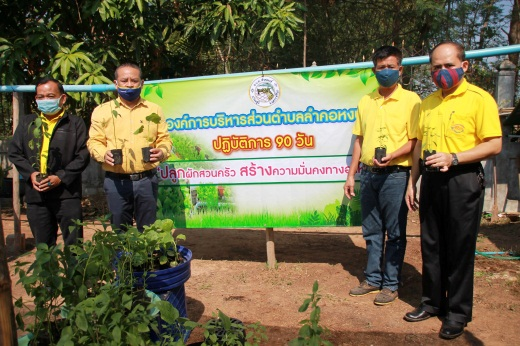 องค์การบริหารส่วนตำบลลำคอหงษ์
ปฏิบัติการ 90 วัน
ปลูกผักสวนครัว สร้างความมั่นคงทางอ